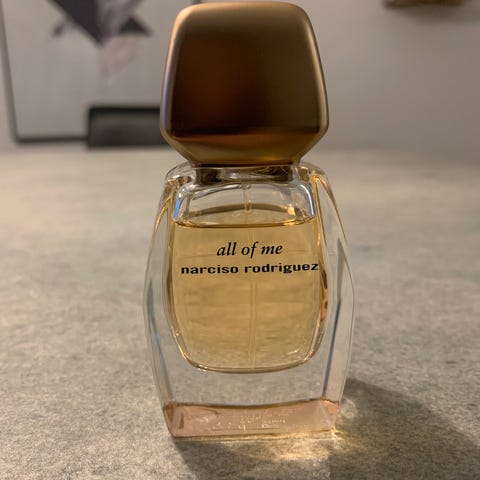 all of me
narciso rodriguez